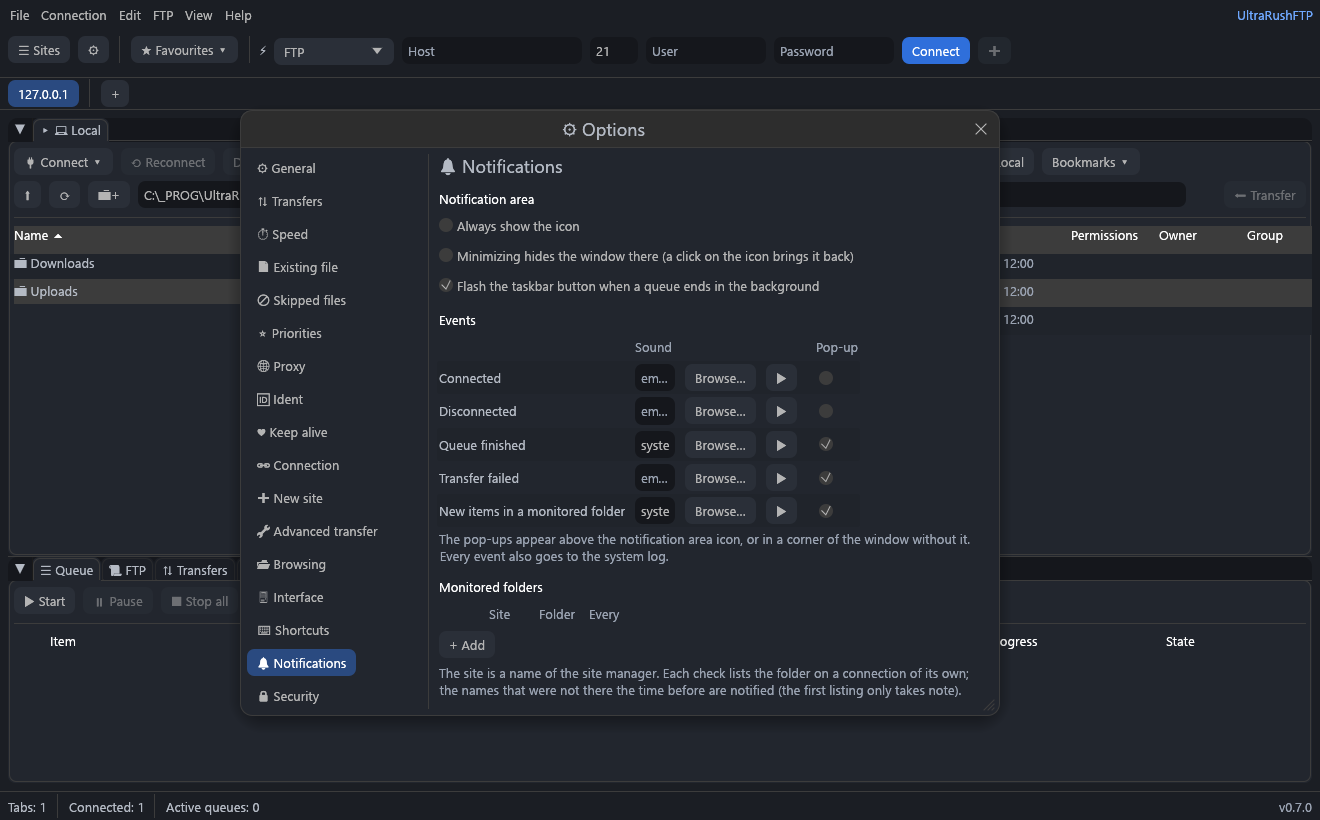 File Connection Edit FTP View Help UltraRushFTP
Sites Favourites FTP Host 21 User Password Connect +
127.0.0.1 +
Local
Options
Connect Reconnect Bookmarks
C:\_PROG\UltraR Transfer
Name Permissions Owner Group
Downloads 12:00
Uploads 12:00
12:00
General
Transfers
Speed
Existing file
Skipped files
Priorities
Proxy
Ident
Keep alive
Connection
New site
Advanced transfer
Browsing
Interface
Shortcuts
Notifications
Security
Notifications
Notification area
Always show the icon
Minimizing hides the window there (a click on the icon brings it back)
Flash the taskbar button when a queue ends in the background
Events
Sound Pop-up
Connected em... Browse...
Disconnected em... Browse...
Queue finished syste Browse...
Transfer failed em... Browse...
New items in a monitored folder syste Browse...
The pop-ups appear above the notification area icon, or in a corner of the window without it.
Every event also goes to the system log.
Monitored folders
Site Folder Every
+ Add
The site is a name of the site manager. Each check lists the folder on a connection of its own;
the names that were not there the time before are notified (the first listing only takes note).
Queue FTP Transfers
Start Pause Stop all
Item ogress State
Tabs: 1 Connected: 1 Active queues: 0 v0.7.0